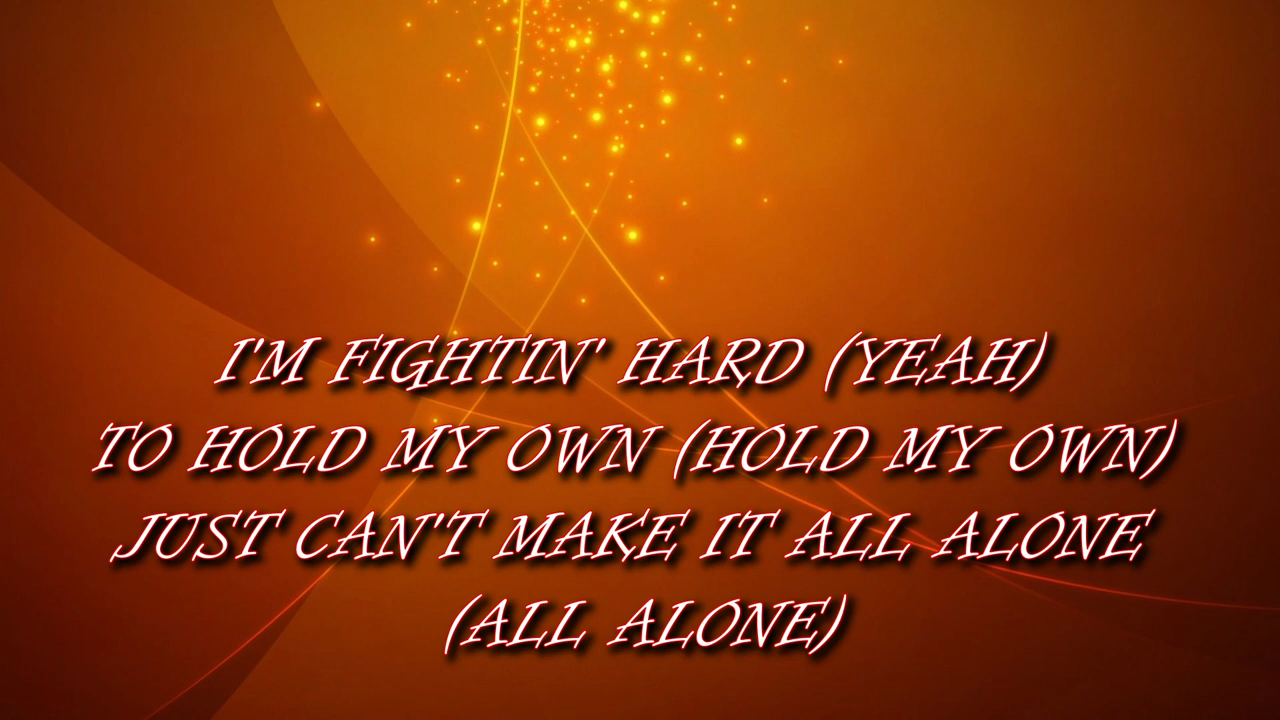 I'M FIGHTIN' HARD (YEAH)
TO HOLD MY OWN (HOLD MY OWN)
JUST CAN'T MAKE IT ALL ALONE
(ALL ALONE)